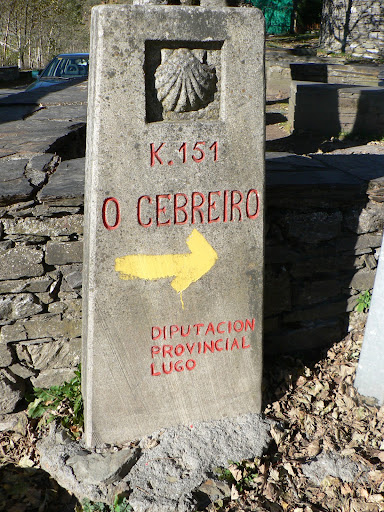 K.151
O CEBREIRO
DIPUTACION
PROVINCIAL
LUGO